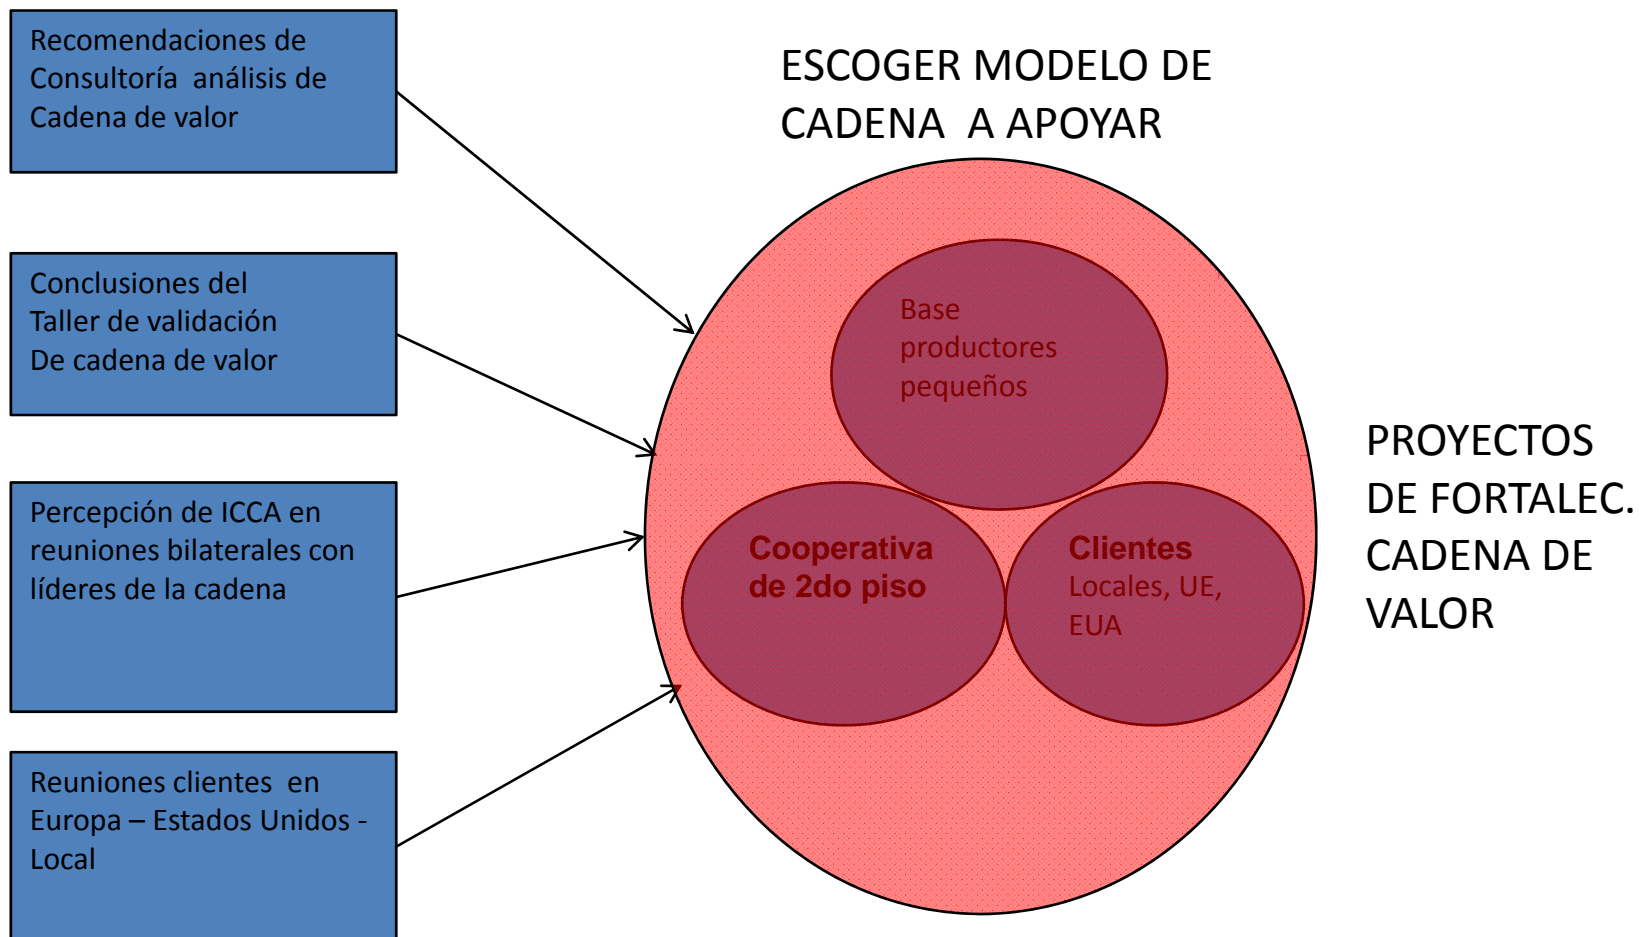 Recomendaciones de
Consultoría análisis de
Cadena de valor
Conclusiones del
Taller de validación
De cadena de valor
Percepción de ICCA en
reuniones bilaterales con
líderes de la cadena
Reuniones clientes en
Europa – Estados Unidos -
Local
ESCOGER MODELO DE
CADENA A APOYAR
Base
productores
pequeños
Cooperativa
de 2do piso
Clientes
Locales, UE,
EUA
PROYECTOS
DE FORTALEC.
CADENA DE
VALOR